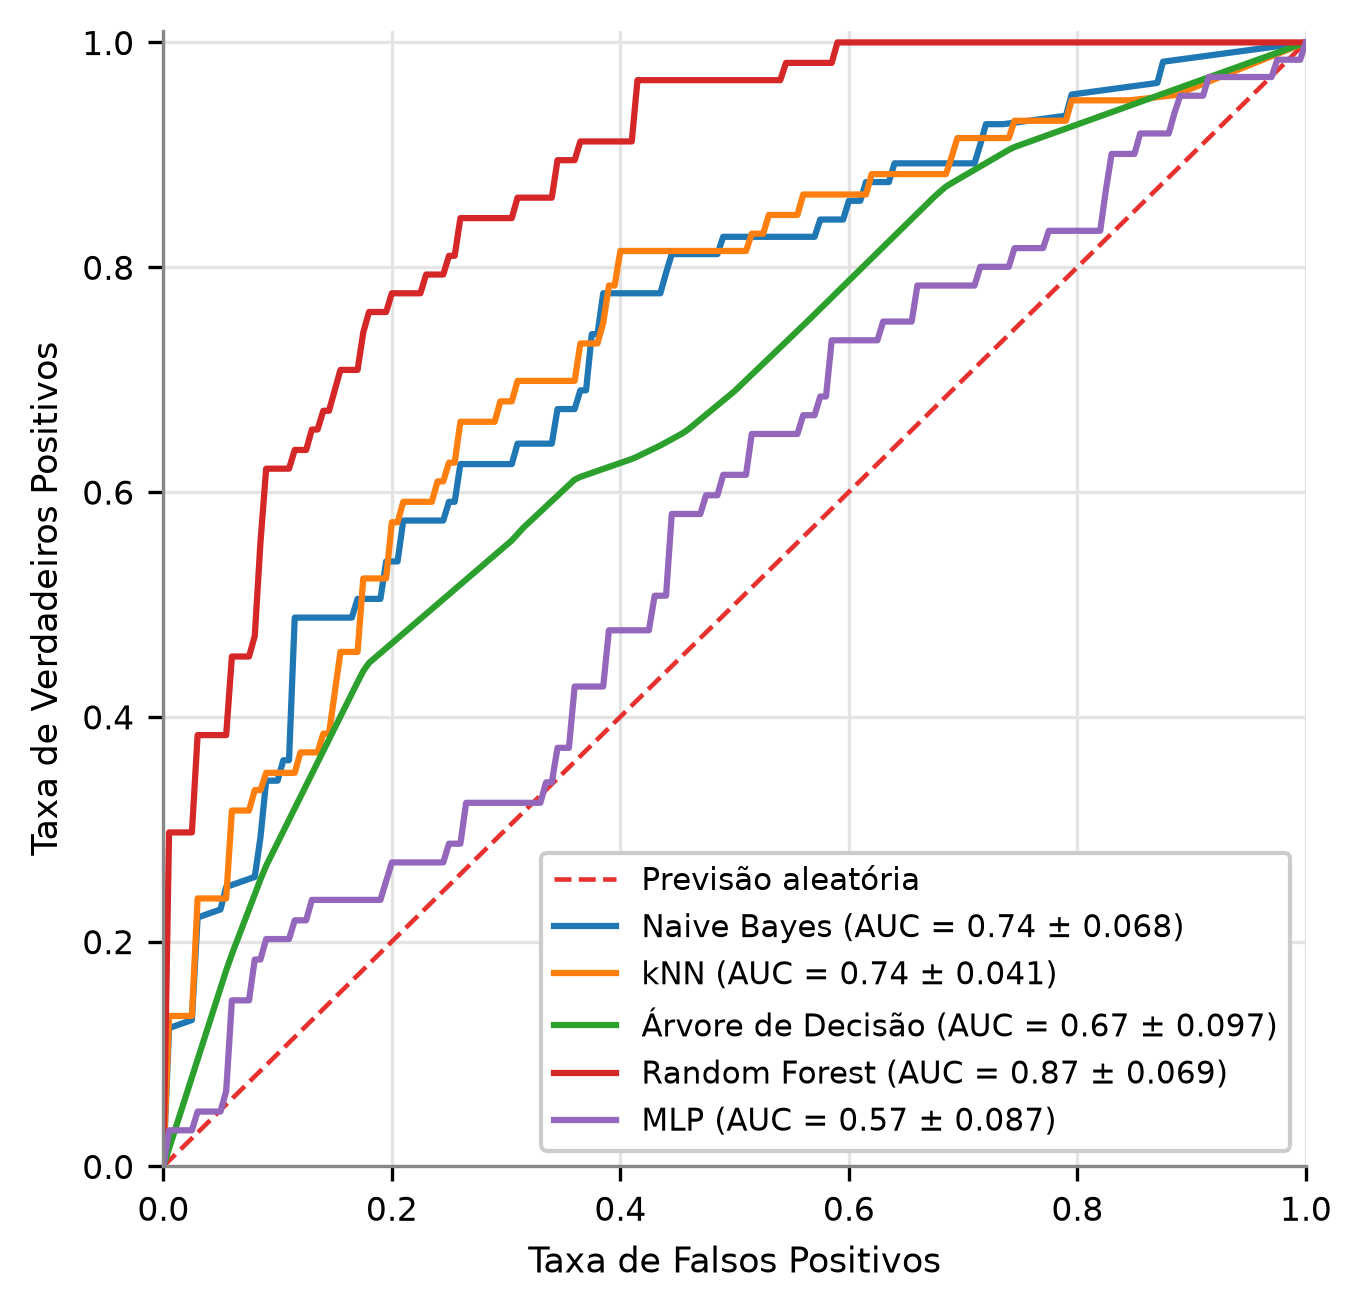 1.0
0.8
0.6
0.4
0.2
0.0
Taxa de Verdadeiros Positivos
Previsão aleatória
Naive Bayes (AUC = 0.74 ± 0.068)
kNN (AUC = 0.74 ± 0.041)
Árvore de Decisão (AUC = 0.67 ± 0.097)
Random Forest (AUC = 0.87 ± 0.069)
MLP (AUC = 0.57 ± 0.087)
0.0 0.2 0.4 0.6 0.8 1.0
Taxa de Falsos Positivos